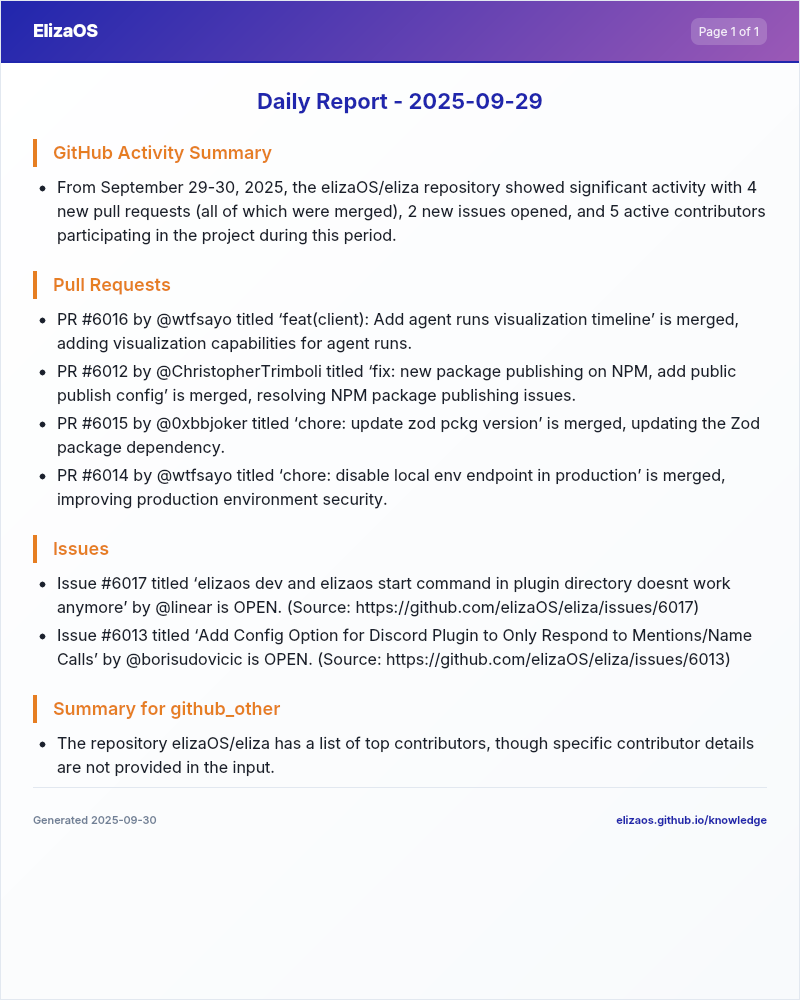 ElizaOS
Page 1 of 1
Daily Report - 2025-09-29
GitHub Activity Summary
• From September 29-30, 2025, the elizaOS/eliza repository showed significant activity with 4
new pull requests (all of which were merged), 2 new issues opened, and 5 active contributors
participating in the project during this period.
Pull Requests
• PR #6016 by @wtfsayo titled ‘feat(client): Add agent runs visualization timeline’ is merged,
adding visualization capabilities for agent runs.
• PR #6012 by @ChristopherTrimboli titled ‘fix: new package publishing on NPM, add public
publish config’ is merged, resolving NPM package publishing issues.
• PR #6015 by @0xbbjoker titled ‘chore: update zod pckg version’ is merged, updating the Zod
package dependency.
• PR #6014 by @wtfsayo titled ‘chore: disable local env endpoint in production’ is merged,
improving production environment security.
Issues
• Issue #6017 titled ‘elizaos dev and elizaos start command in plugin directory doesnt work
anymore’ by @linear is OPEN. (Source: https://github.com/elizaOS/eliza/issues/6017)
• Issue #6013 titled ‘Add Config Option for Discord Plugin to Only Respond to Mentions/Name
Calls’ by @borisudovicic is OPEN. (Source: https://github.com/elizaOS/eliza/issues/6013)
Summary for github_other
• The repository elizaOS/eliza has a list of top contributors, though specific contributor details
are not provided in the input.
Generated 2025-09-30
elizaos.github.io/knowledge